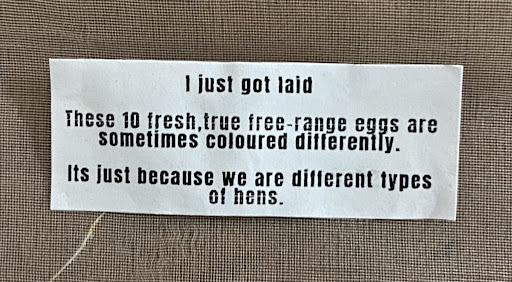 I just got laid
These 10 fresh,true free-range eggs are
sometimes coloured differently.
Its just because we are different types
of hens.